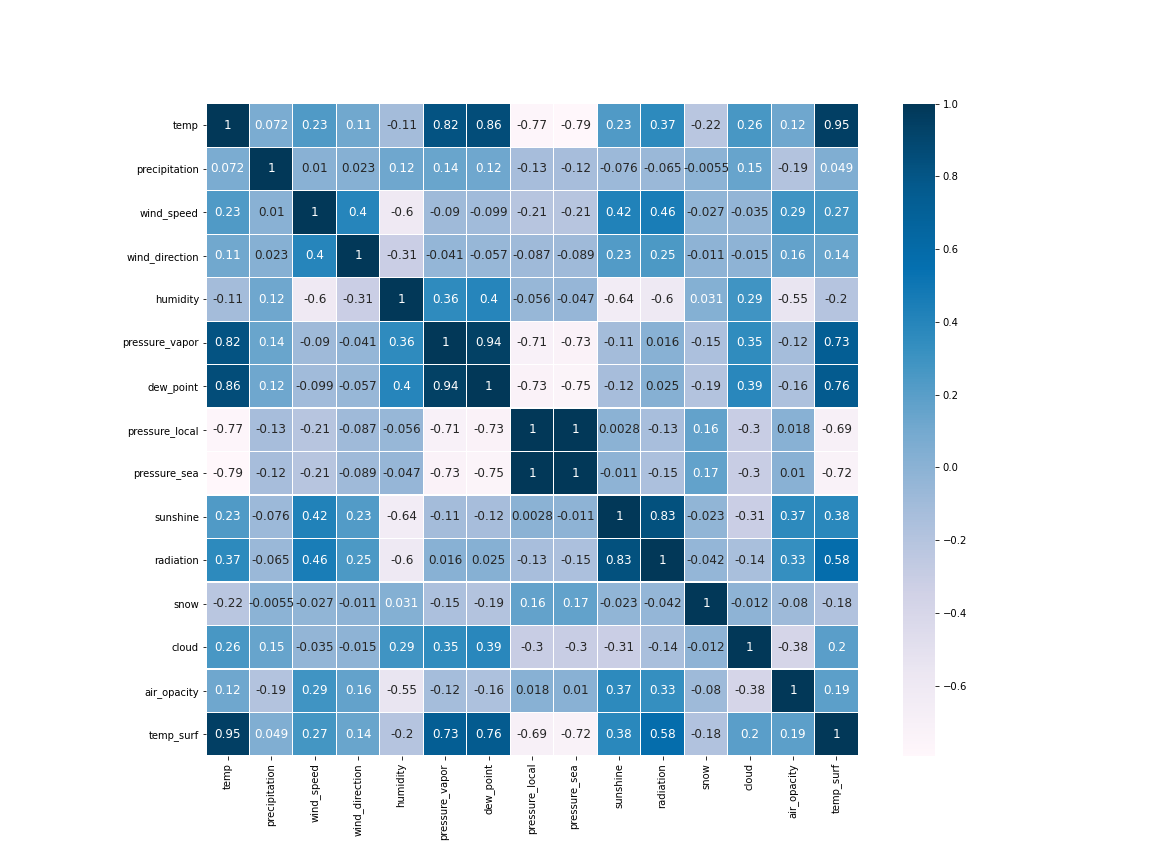 temp 1 0.072 0.23 0.11 -0.11 0.82 0.86 -0.77 -0.79 0.23 0.37 -0.22 0.26 0.12 0.95
precipitation 0.072 1 0.01 0.023 0.12 0.14 0.12 -0.13 -0.12 -0.076 -0.065 -0.0055 0.15 -0.19 0.049
wind_speed 0.23 0.01 1 0.4 -0.6 -0.09 -0.099 -0.21 -0.21 0.42 0.46 -0.027 -0.035 0.29 0.27
wind_direction 0.11 0.023 0.4 1 -0.31 -0.041 -0.057 -0.087 -0.089 0.23 0.25 -0.011 -0.015 0.16 0.14
humidity -0.11 0.12 -0.6 -0.31 1 0.36 0.4 -0.056 -0.047 -0.64 -0.6 0.031 0.29 -0.55 -0.2
pressure_vapor 0.82 0.14 -0.09 -0.041 0.36 1 0.94 -0.71 -0.73 -0.11 0.016 -0.15 0.35 -0.12 0.73
dew_point 0.86 0.12 -0.099 -0.057 0.4 0.94 1 -0.73 -0.75 -0.12 0.025 -0.19 0.39 -0.16 0.76
pressure_local -0.77 -0.13 -0.21 -0.087 -0.056 -0.71 -0.73 1 1 0.0028 -0.13 0.16 -0.3 0.018 -0.69
pressure_sea -0.79 -0.12 -0.21 -0.089 -0.047 -0.73 -0.75 1 1 -0.011 -0.15 0.17 -0.3 0.01 -0.72
sunshine 0.23 -0.076 0.42 0.23 -0.64 -0.11 -0.12 0.0028 -0.011 1 0.83 -0.023 -0.31 0.37 0.38
radiation 0.37 -0.065 0.46 0.25 -0.6 0.016 0.025 -0.13 -0.15 0.83 1 -0.042 -0.14 0.33 0.58
snow -0.22 -0.0055 -0.027 -0.011 0.031 -0.15 -0.19 0.16 0.17 -0.023 -0.042 1 -0.012 -0.08 -0.18
cloud 0.26 0.15 -0.035 -0.015 0.29 0.35 0.39 -0.3 -0.3 -0.31 -0.14 -0.012 1 -0.38 0.2
air_opacity 0.12 -0.19 0.29 0.16 -0.55 -0.12 -0.16 0.018 0.01 0.37 0.33 -0.08 -0.38 1 0.19
temp_surf 0.95 0.049 0.27 0.14 -0.2 0.73 0.76 -0.69 -0.72 0.38 0.58 -0.18 0.2 0.19 1
temp precipitation wind_speed wind_direction humidity pressure_vapor dew_point pressure_local pressure_sea sunshine radiation snow cloud air_opacity temp_surf
1.0
0.8
0.6
0.4
0.2
0.0
−0.2
−0.4
−0.6